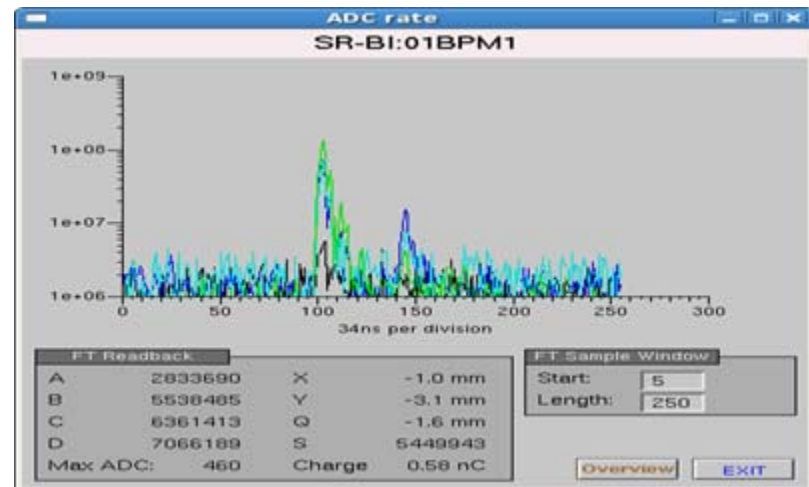 ADC rate
SR-BI:01BPM1
1e+09
1e+08
1e+07
1e+06
0 50 100 150 200 250 300
34ns per division
FT Readback
A 2833690 X -1.0 mm
B 5538485 Y -3.1 mm
C 6361413 Q -1.6 mm
D 7066189 S 5449943
Max ADC: 460 Charge 0.58 nC
FT Sample Window
Start: 5
Length: 250
Overview EXIT